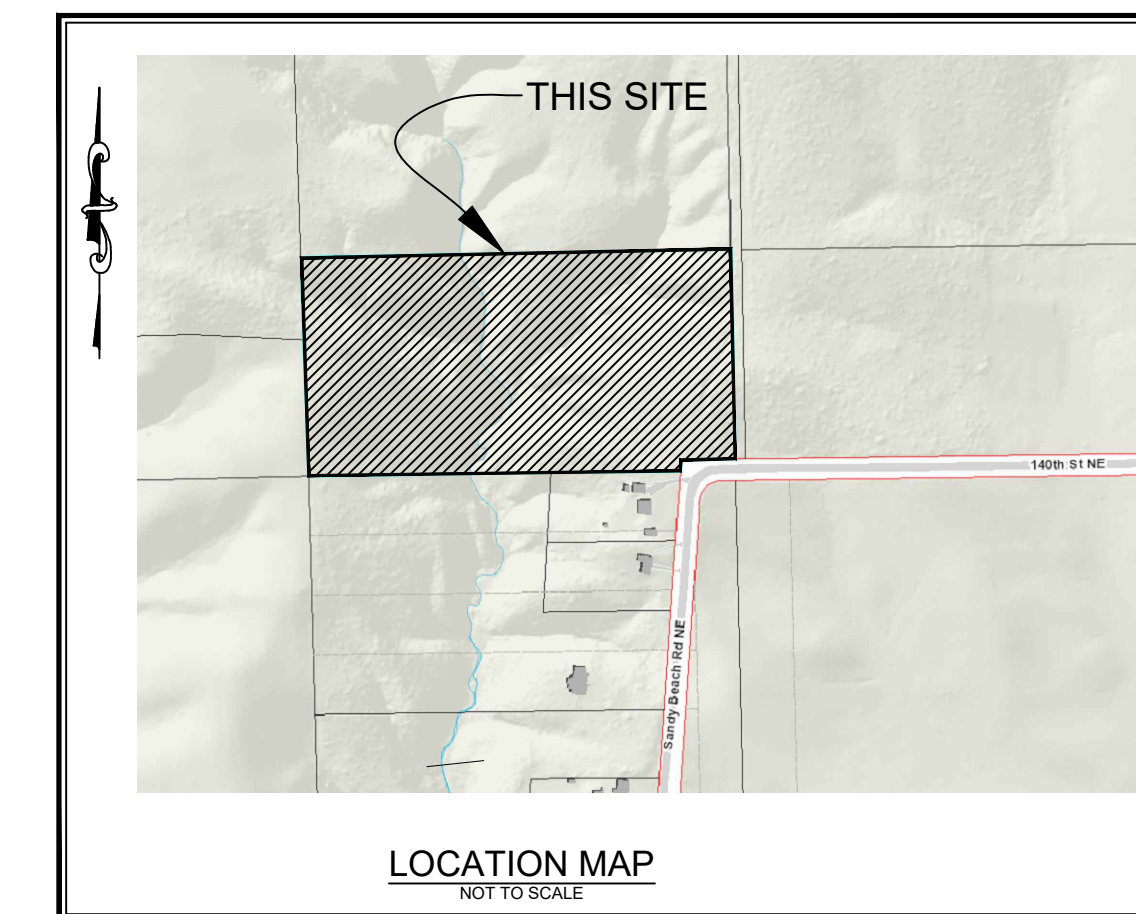 THIS SITE
140th St NE
Sandy Beach Rd NE
LOCATION MAP
NOT TO SCALE